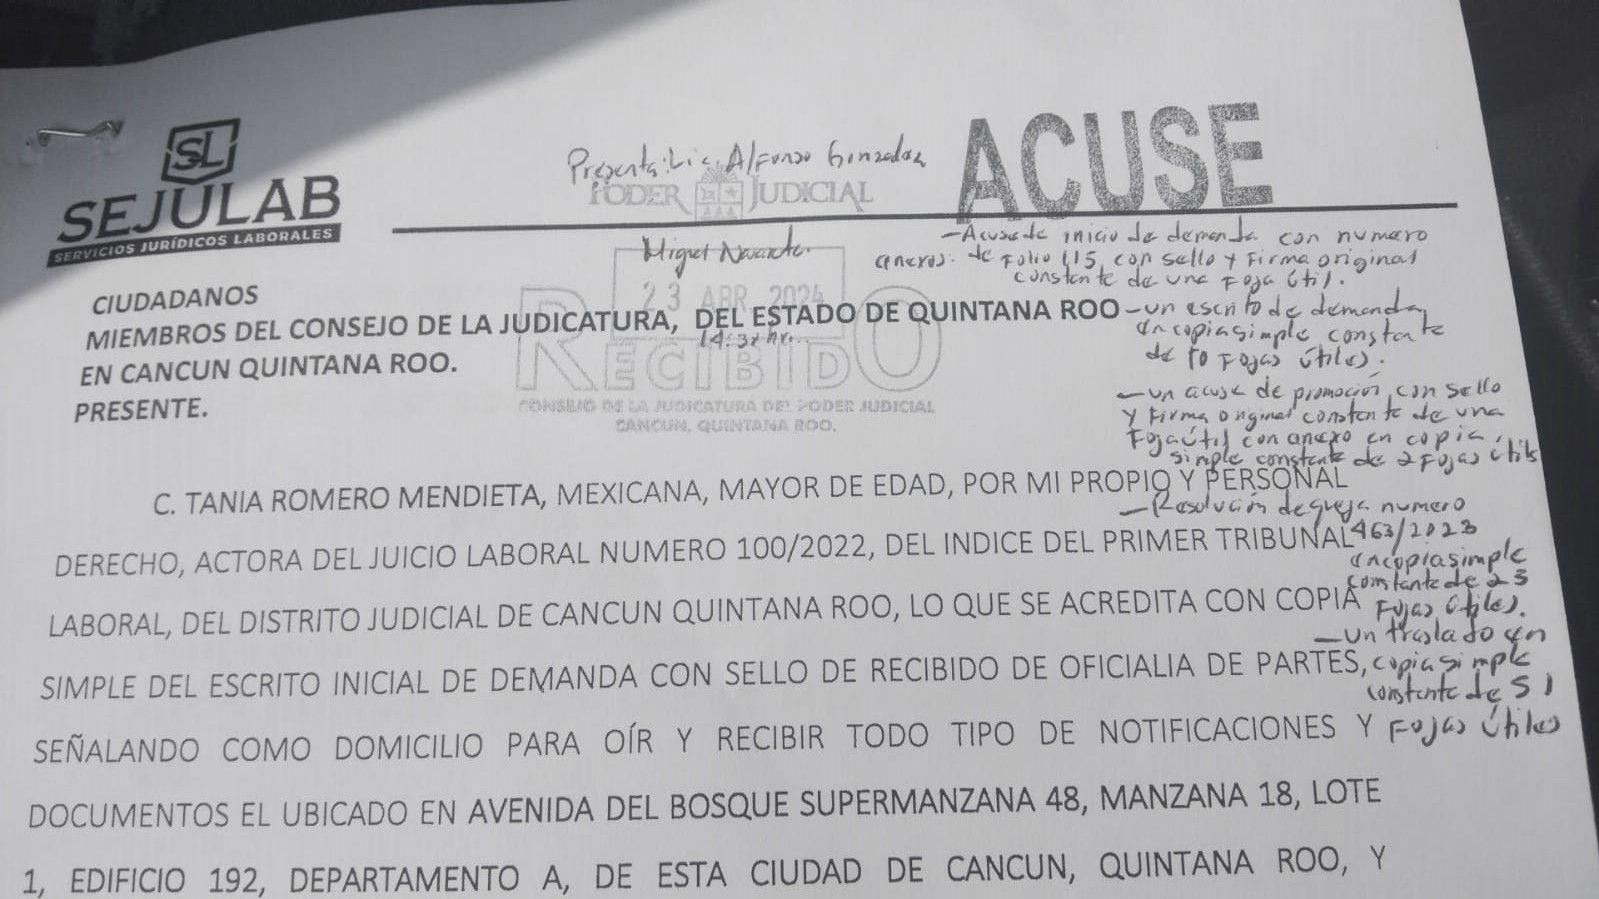 SL
SEJULAB
SERVICIOS JURÍDICOS LABORALES
Presenta: Lic. Alfonso Gonzalez
PODER JUDICIAL
ACUSE
Miguel
23 ABR 2024
14:38 hr.
RECIBIDO
CONSEJO DE LA JUDICATURA DEL PODER JUDICIAL
CANCUN, QUINTANA ROO.
anexos:
- Acuse de inicio de demanda con numero
de folio 115, con sello y firma original
constante de una foja útil.
- un escrito de demanda
en copia simple constante
de 10 fojas útiles.
- un acuse de promoción, con sello
y firma original constante de una
foja útil con anexo en copia
simple constante de 2 fojas útiles
- Resolución de queja numero
463/2023
en copia simple
constante de 23
fojas útiles.
- un traslado en
copia simple
constante de 51
fojas útiles
CIUDADANOS
MIEMBROS DEL CONSEJO DE LA JUDICATURA, DEL ESTADO DE QUINTANA ROO
EN CANCUN QUINTANA ROO.
PRESENTE.
C. TANIA ROMERO MENDIETA, MEXICANA, MAYOR DE EDAD, POR MI PROPIO Y PERSONAL
DERECHO, ACTORA DEL JUICIO LABORAL NUMERO 100/2022, DEL INDICE DEL PRIMER TRIBUNAL
LABORAL, DEL DISTRITO JUDICIAL DE CANCUN QUINTANA ROO, LO QUE SE ACREDITA CON COPIA
SIMPLE DEL ESCRITO INICIAL DE DEMANDA CON SELLO DE RECIBIDO DE OFICIALIA DE PARTES,
SEÑALANDO COMO DOMICILIO PARA OÍR Y RECIBIR TODO TIPO DE NOTIFICACIONES Y
DOCUMENTOS EL UBICADO EN AVENIDA DEL BOSQUE SUPERMANZANA 48, MANZANA 18, LOTE
1, EDIFICIO 192, DEPARTAMENTO A, DE ESTA CIUDAD DE CANCUN, QUINTANA ROO, Y